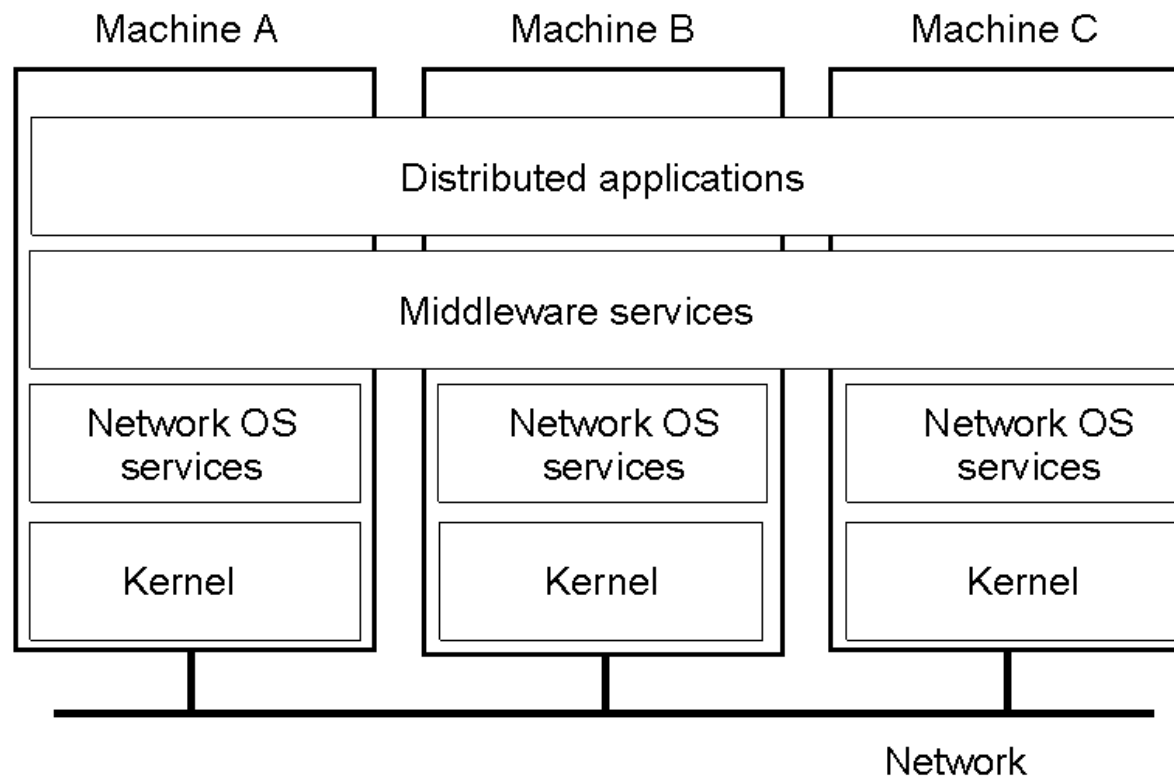 Machine A
Machine B
Machine C
Distributed applications
Middleware services
Network OS
services
Network OS
services
Network OS
services
Kernel
Kernel
Kernel
Network